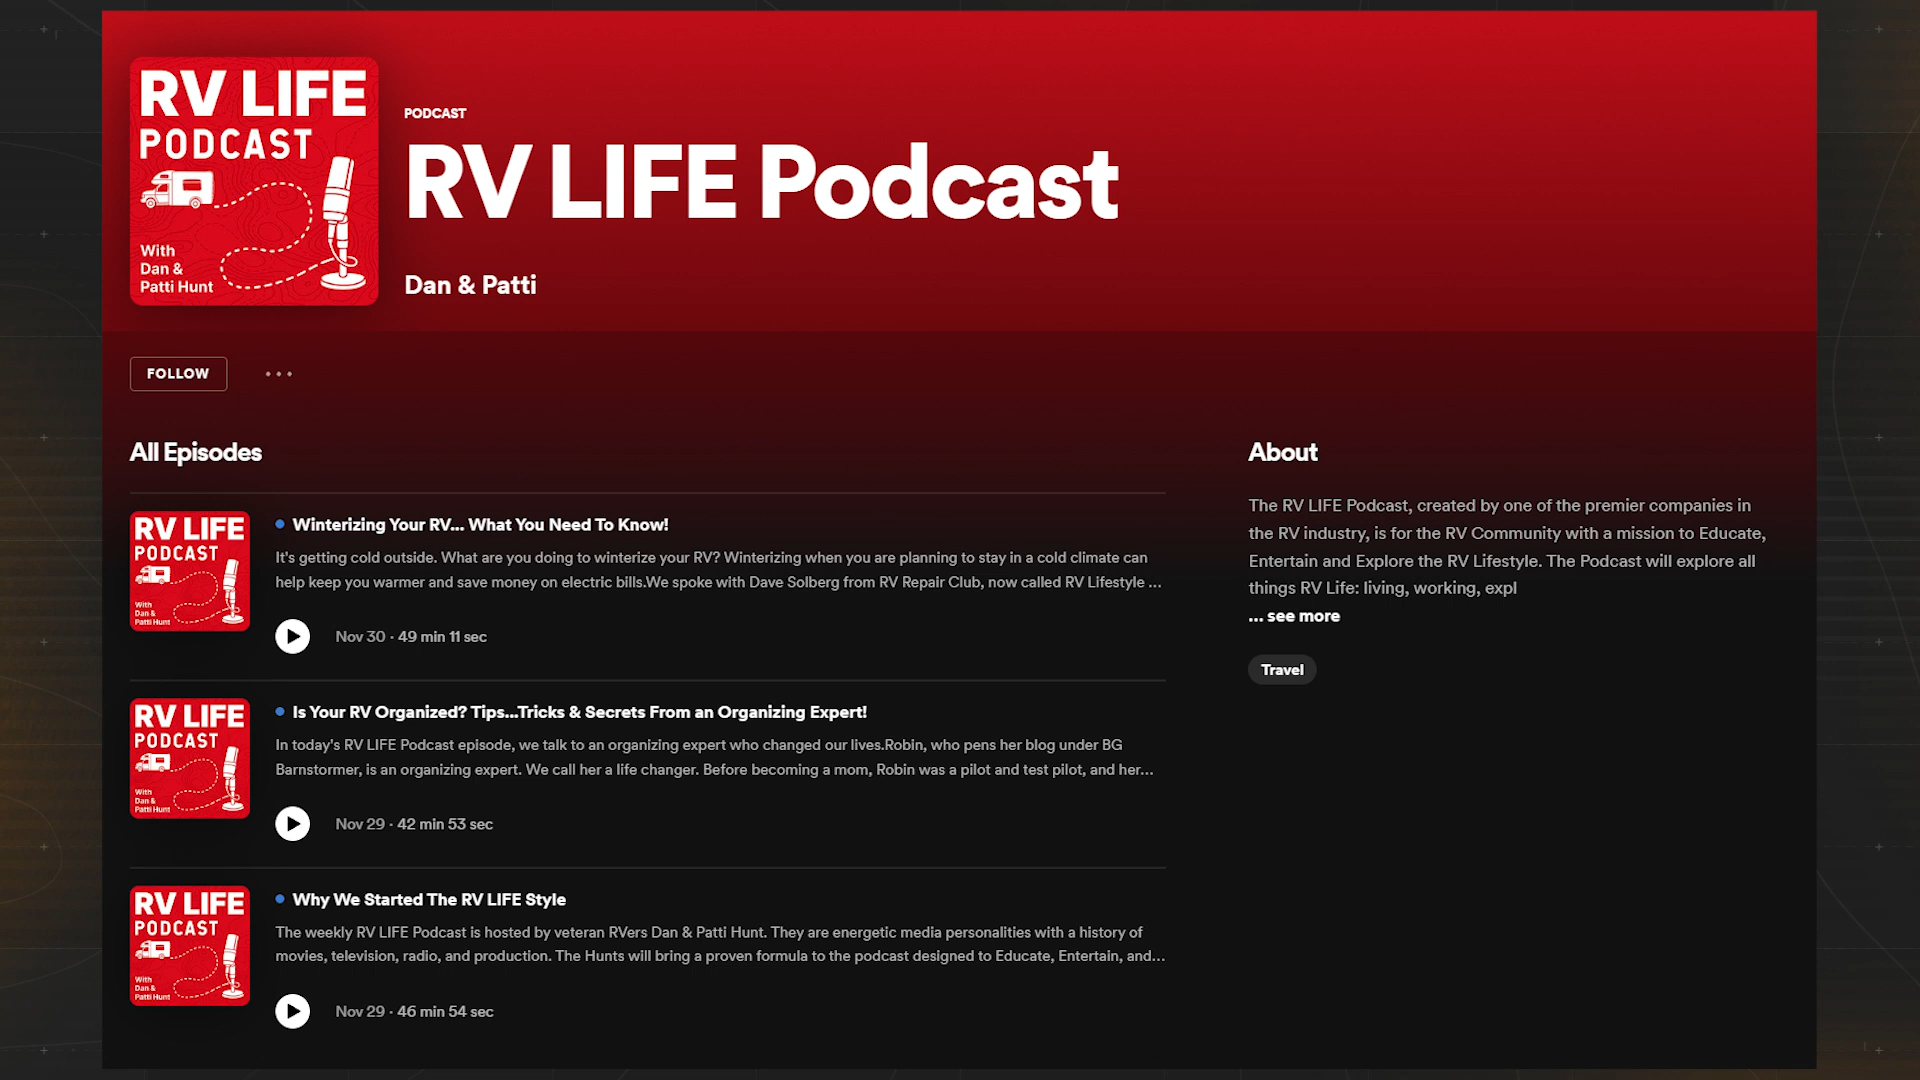 RV LIFE
PODCAST
With
Dan &
Patti Hunt
PODCAST
RV LIFE Podcast
Dan & Patti
FOLLOW
All Episodes
RV LIFE
PODCAST
With
Dan &
Patti Hunt
Winterizing Your RV... What You Need To Know!
It's getting cold outside. What are you doing to winterize your RV? Winterizing when you are planning to stay in a cold climate can
help keep you warmer and save money on electric bills.We spoke with Dave Solberg from RV Repair Club, now called RV Lifestyle ...
Nov 30 · 49 min 11 sec
RV LIFE
PODCAST
With
Dan &
Patti Hunt
Is Your RV Organized? Tips...Tricks & Secrets From an Organizing Expert!
In today's RV LIFE Podcast episode, we talk to an organizing expert who changed our lives.Robin, who pens her blog under BG
Barnstormer, is an organizing expert. We call her a life changer. Before becoming a mom, Robin was a pilot and test pilot, and her...
Nov 29 · 42 min 53 sec
RV LIFE
PODCAST
With
Dan &
Patti Hunt
Why We Started The RV LIFE Style
The weekly RV LIFE Podcast is hosted by veteran RVers Dan & Patti Hunt. They are energetic media personalities with a history of
movies, television, radio, and production. The Hunts will bring a proven formula to the podcast designed to Educate, Entertain, and...
Nov 29 · 46 min 54 sec
About
The RV LIFE Podcast, created by one of the premier companies in
the RV industry, is for the RV Community with a mission to Educate,
Entertain and Explore the RV Lifestyle. The Podcast will explore all
things RV Life: living, working, expl
... see more
Travel